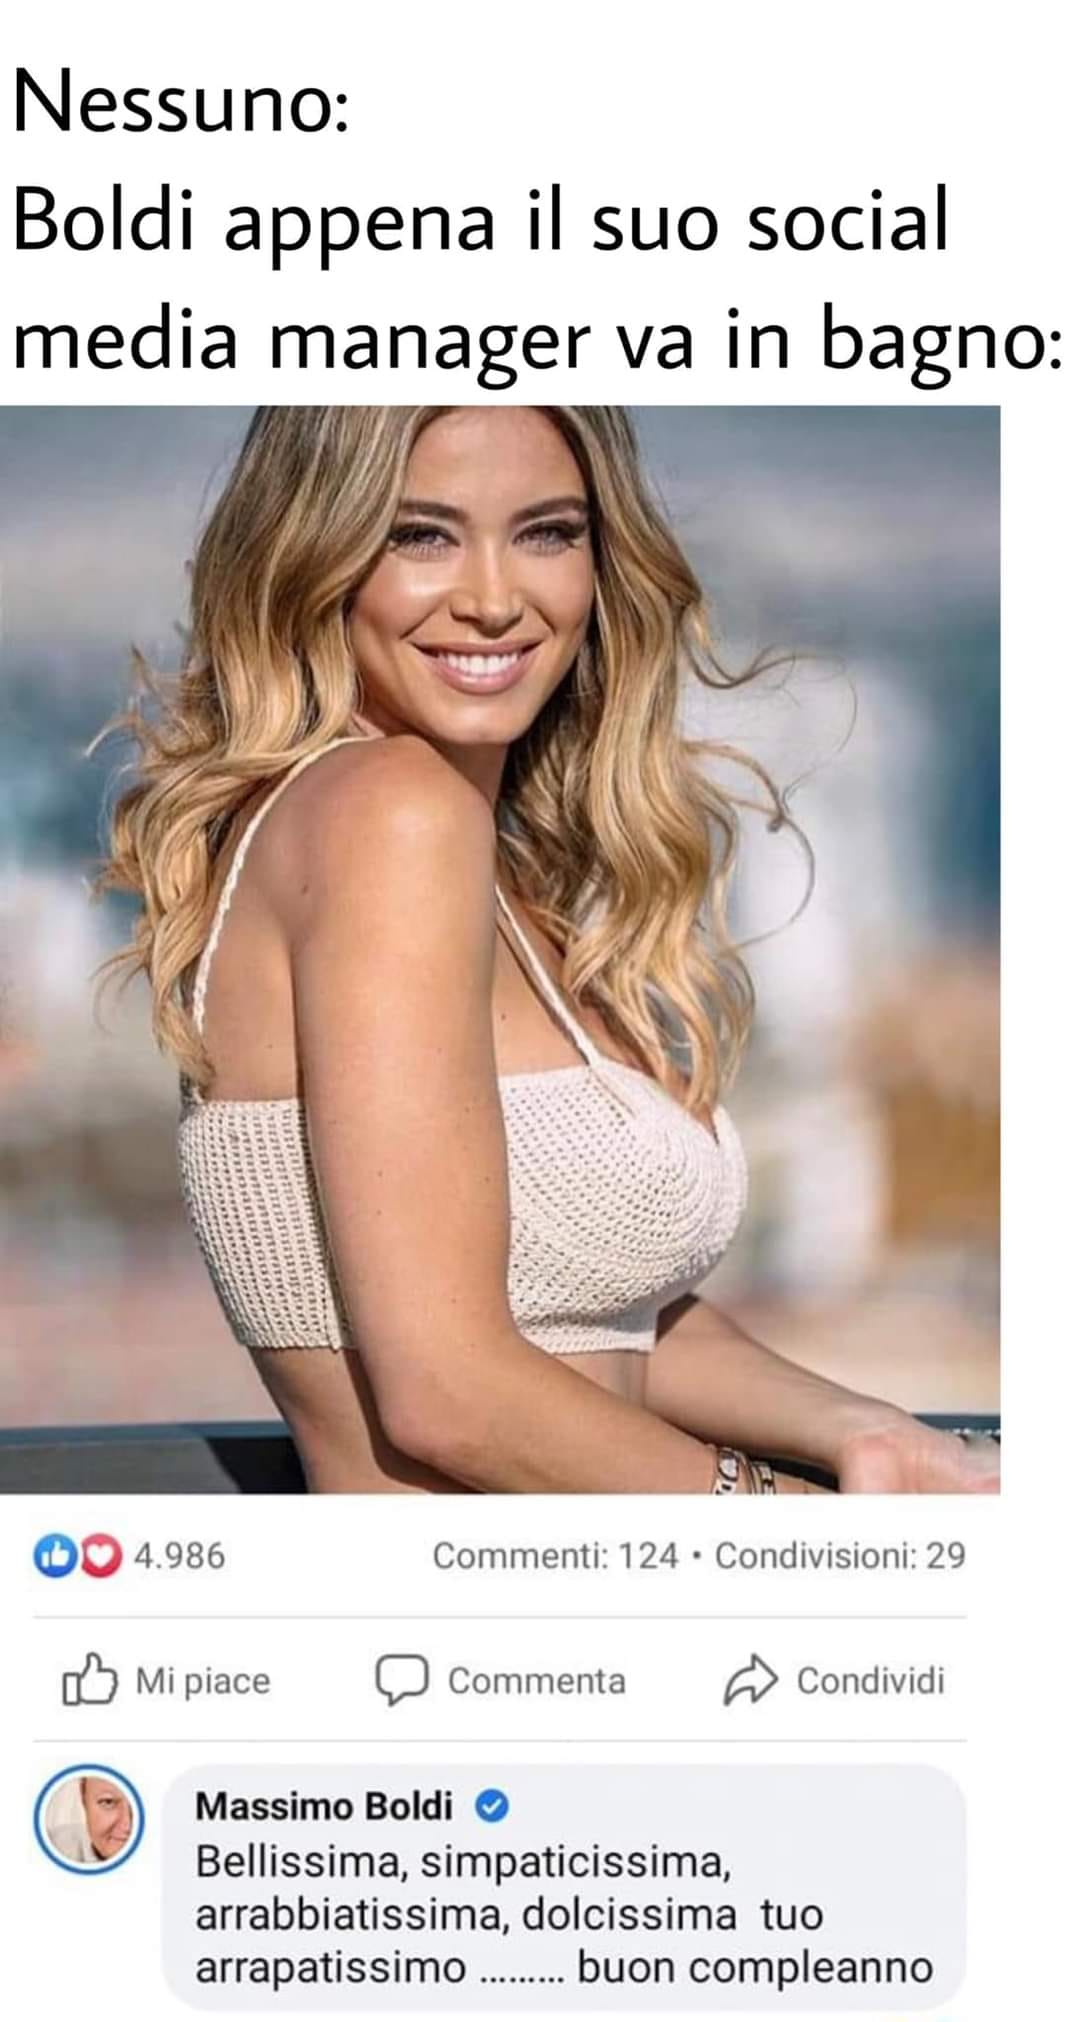 Nessuno:
Boldi appena il suo social
media manager va in bagno:
4.986
Commenti: 124 • Condivisioni: 29
Mi piace
Commenta
Condividi
Massimo Boldi
Bellissima, simpaticissima,
arrabbiatissima, dolcissima tuo
arrapatissimo ......... buon compleanno